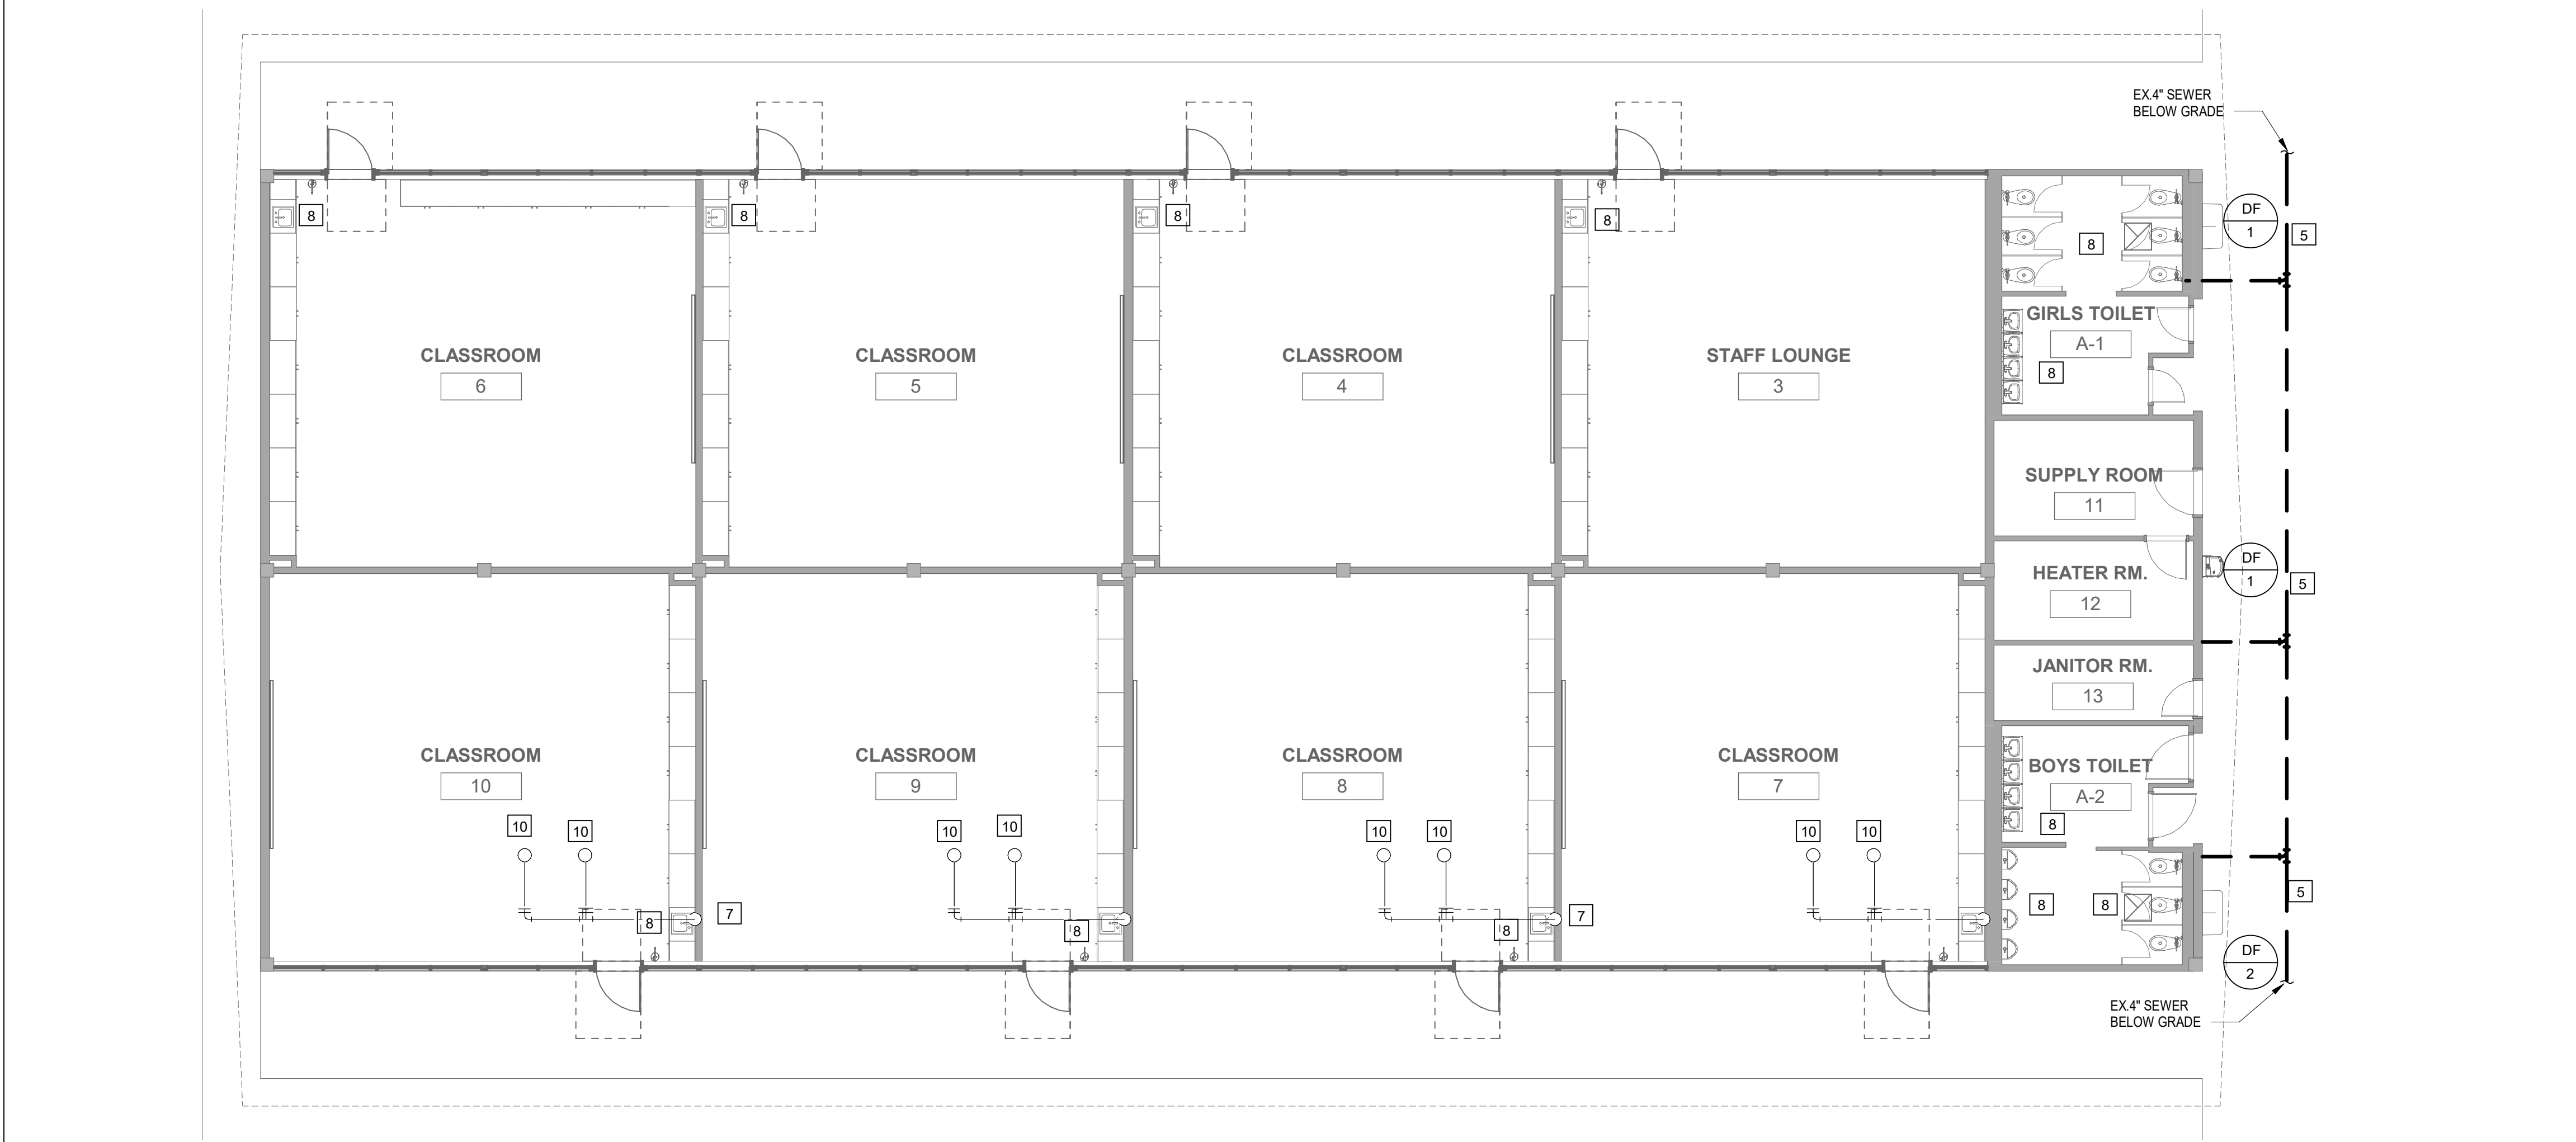 EX.4" SEWER
BELOW GRADE
8
8
8
8
8
DF
1
5
CLASSROOM
6
CLASSROOM
5
CLASSROOM
4
STAFF LOUNGE
3
GIRLS TOILET
A-1
8
SUPPLY ROOM
11
HEATER RM.
12
DF
1
5
JANITOR RM.
13
CLASSROOM
10
CLASSROOM
9
CLASSROOM
8
CLASSROOM
7
BOYS TOILET
A-2
8
10
10
10
10
10
10
10
10
8
7
8
8
7
8
8
5
DF
2
EX.4" SEWER
BELOW GRADE